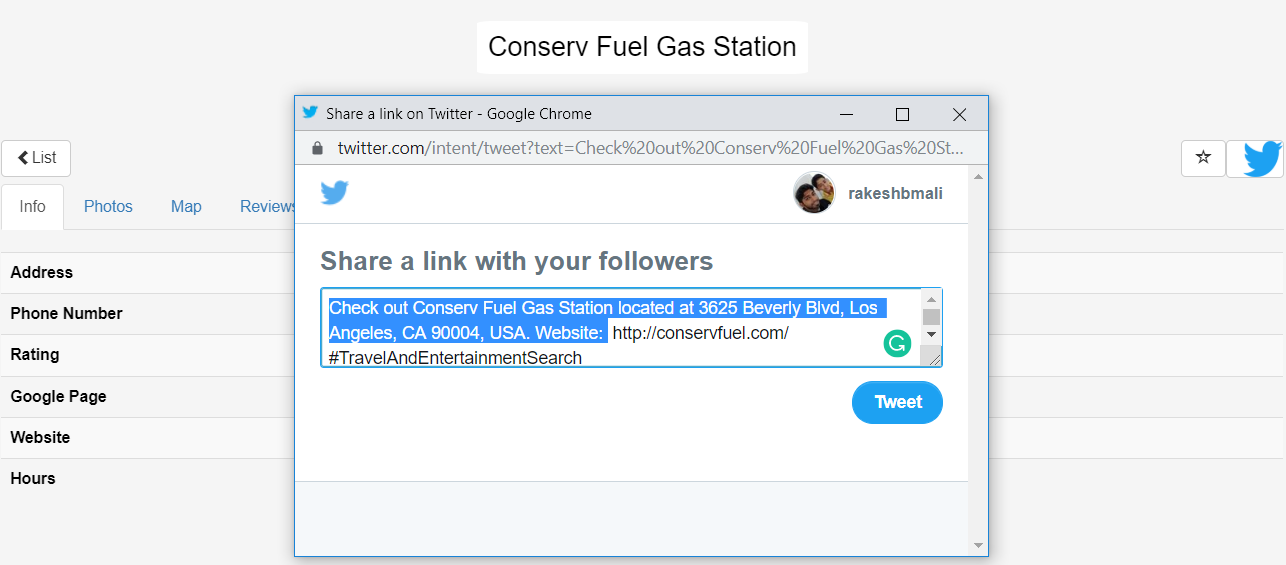 Conserv Fuel Gas Station
Share a link on Twitter - Google Chrome
twitter.com/intent/tweet?text=Check%20out%20Conserv%20Fuel%20Gas%20St...
List
rakeshbmali
Info Photos Map Reviews
Share a link with your followers
Address
Phone Number
Rating
Google Page
Website
Hours
Check out Conserv Fuel Gas Station located at 3625 Beverly Blvd, Los
Angeles, CA 90004, USA. Website: http://conservfuel.com/
#TravelAndEntertainmentSearch
Tweet